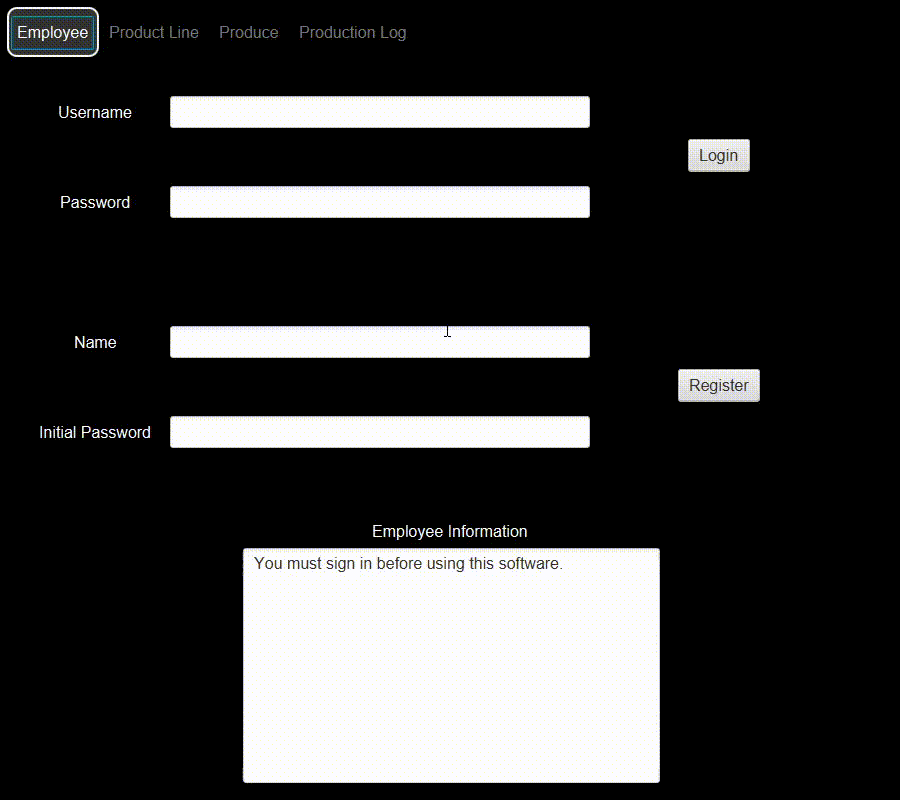 Employee Product Line Produce Production Log
Username
Login
Password
Name
Register
Initial Password
Employee Information
You must sign in before using this software.